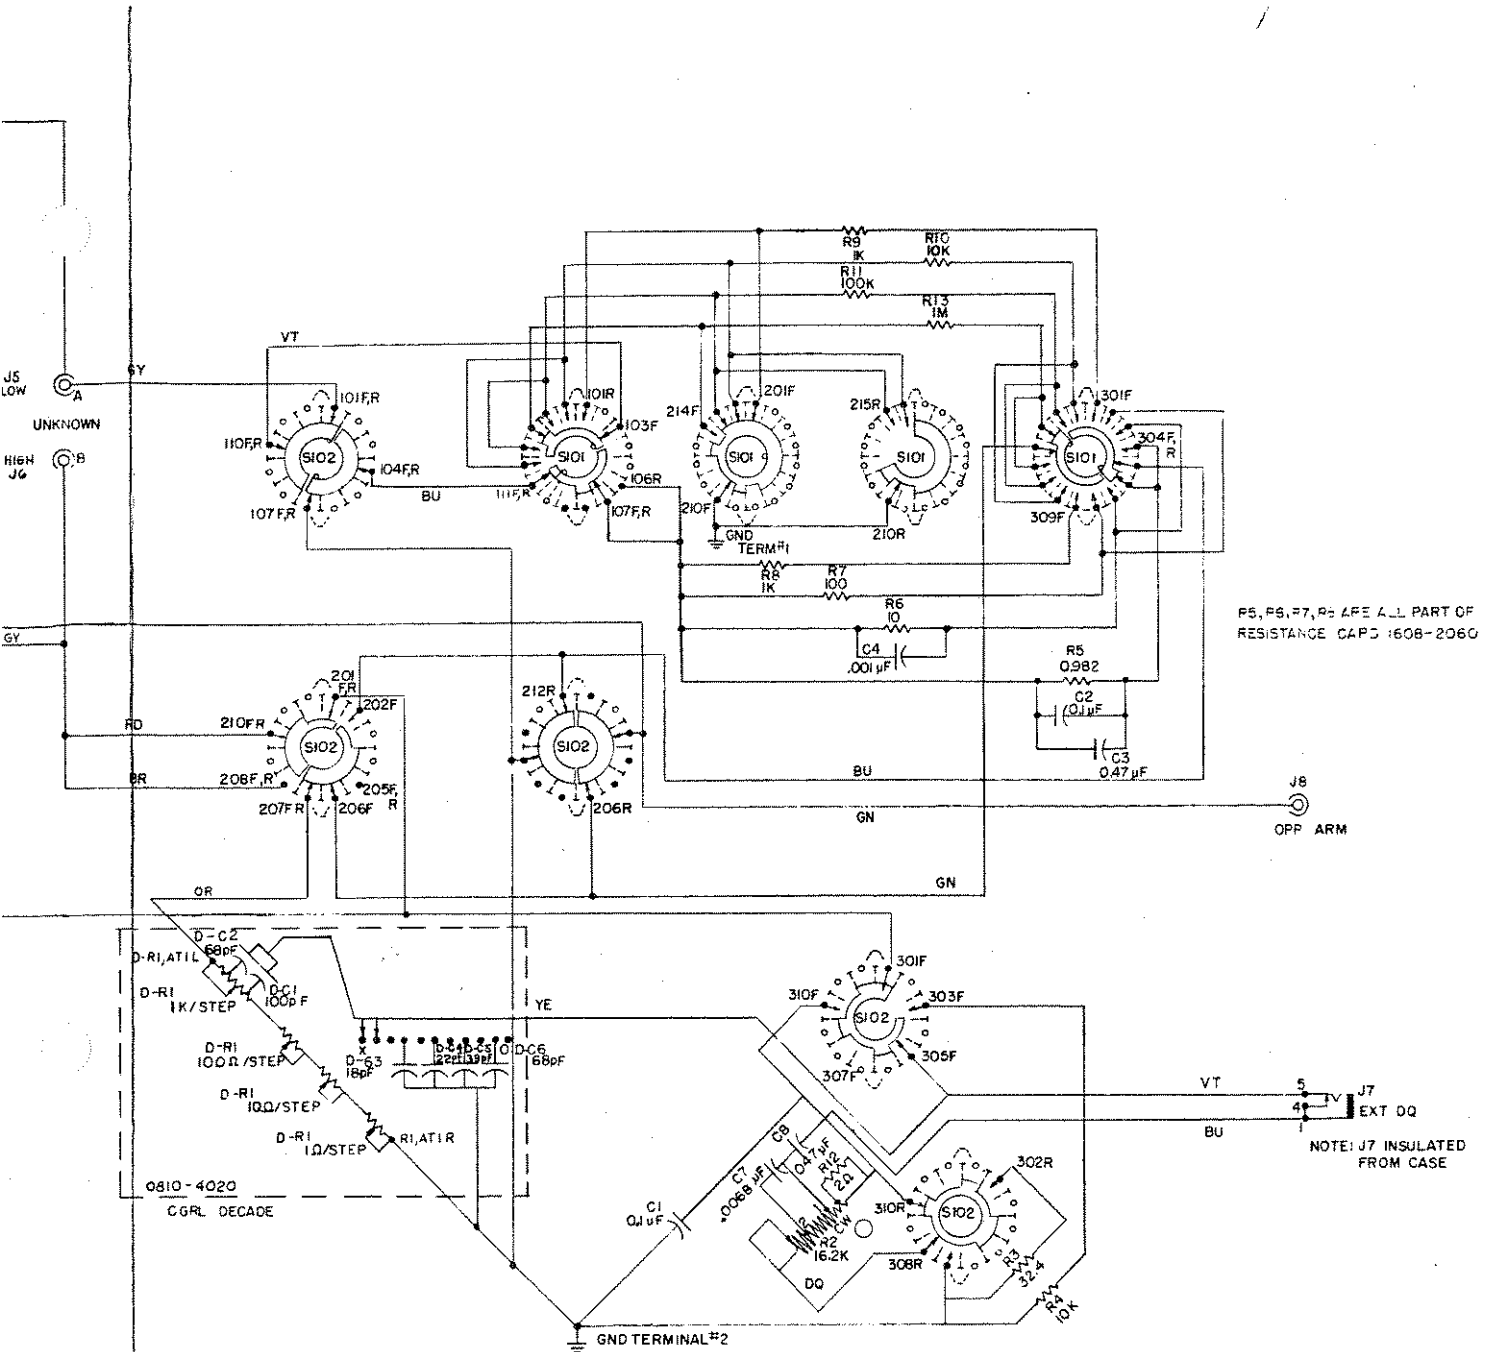 R9
1K
R10
10K
R11
100K
R13
1M
VT
GY
J5
LOW
A
UNKNOWN
HIGH
J6
B
101F,R
110F,R
S102
104F,R
107F,R
BU
101R
103F
S101
111F,R
106R
107F,R
214F
201F
S101
210F
GND
TERM#1
215R
S101
210R
301F
304F,
R
S101
309F
R8
1K
R7
100
R6
10
C4
.001µF
R5
0.982
C2
0.1µF
C3
0.47µF
R5,R6,R7,R8 ARE ALL PART OF
RESISTANCE CARD 1608-2060
GY
RD
BR
201
F,R
202F
210FR
S102
208F,R
205F,
R
207FR
206F
212R
S102
206R
BU
GN
J8
OPP ARM
OR
GN
D-C2
68pF
D-R1,AT1L
D-R1
1K/STEP
D-C1
100pF
D-R1
100Ω/STEP
D-R1
10Ω/STEP
D-R1
1Ω/STEP
R1,AT1R
X
18pF
D-C4
22pF
D-C5
39pF
O
D-C6
68pF
YE
0810-4020
CGRL DECADE
301F
310F
303F
S102
305F
307F
VT
BU
5
4
1
J7
EXT DQ
NOTE: J7 INSULATED
FROM CASE
C1
0.1µF
C7
.0068µF
C8
.047µF
R12
2Ω
1
2
CW
R2
16.2K
DQ
302R
310R
S102
308R
R3
32.4
R4
10K
GND TERMINAL #2